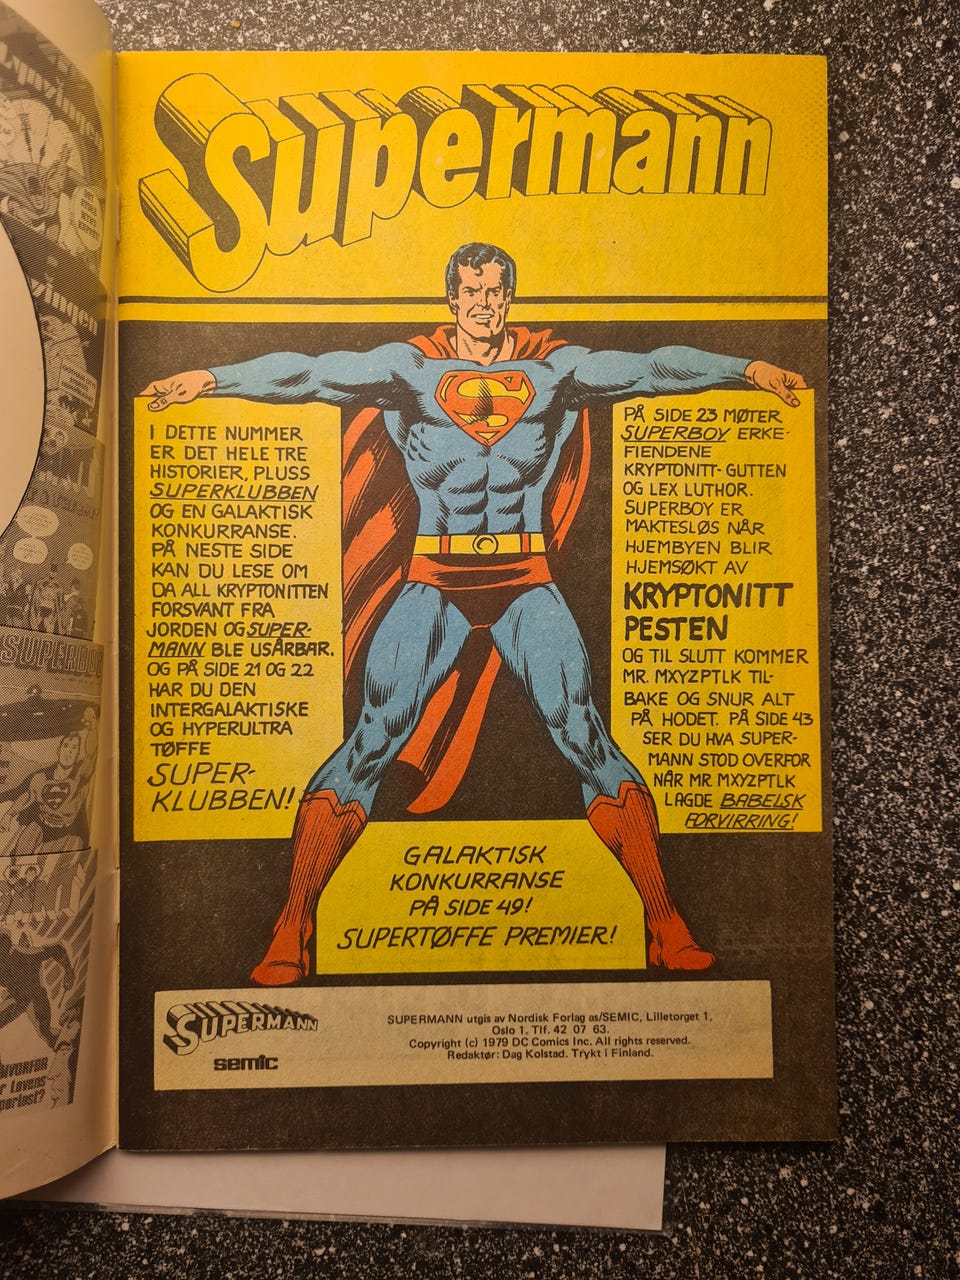 Supermann
I DETTE NUMMER
ER DET HELE TRE
HISTORIER, PLUSS
SUPERKLUBBEN
OG EN GALAKTISK
KONKURRANSE.
PÅ NESTE SIDE
KAN DU LESE OM
DA ALL KRYPTONITTEN
FORSVANT FRA
JORDEN OG SUPER-
MANN BLE USÅRBAR.
OG PÅ SIDE 21 OG 22
HAR DU DEN
INTERGALAKTISKE
OG HYPERULTRA
TØFFE
SUPER-
KLUBBEN!
PÅ SIDE 23 MØTER
SUPERBOY ERKE-
FIENDENE
KRYPTONITT-GUTTEN
OG LEX LUTHOR.
SUPERBOY ER
MAKTESLØS NÅR
HJEMBYEN BLIR
HJEMSØKT AV
KRYPTONITT
PESTEN
OG TIL SLUTT KOMMER
MR. MXYZPTLK TIL-
BAKE OG SNUR ALT
PÅ HODET. PÅ SIDE 43
SER DU HVA SUPER-
MANN STOD OVERFOR
NÅR MR. MXYZPTLK
LAGDE BABELSK
FORVIRRING!
GALAKTISK
KONKURRANSE
PÅ SIDE 49!
SUPERTØFFE PREMIER!
SUPERMANN
semic
SUPERMANN utgis av Nordisk Forlag as/SEMIC, Lilletorget 1,
Oslo 1. Tlf. 42 07 63.
Copyright (c) 1979 DC Comics Inc. All rights reserved.
Redaktør: Dag Kolstad. Trykt i Finland.